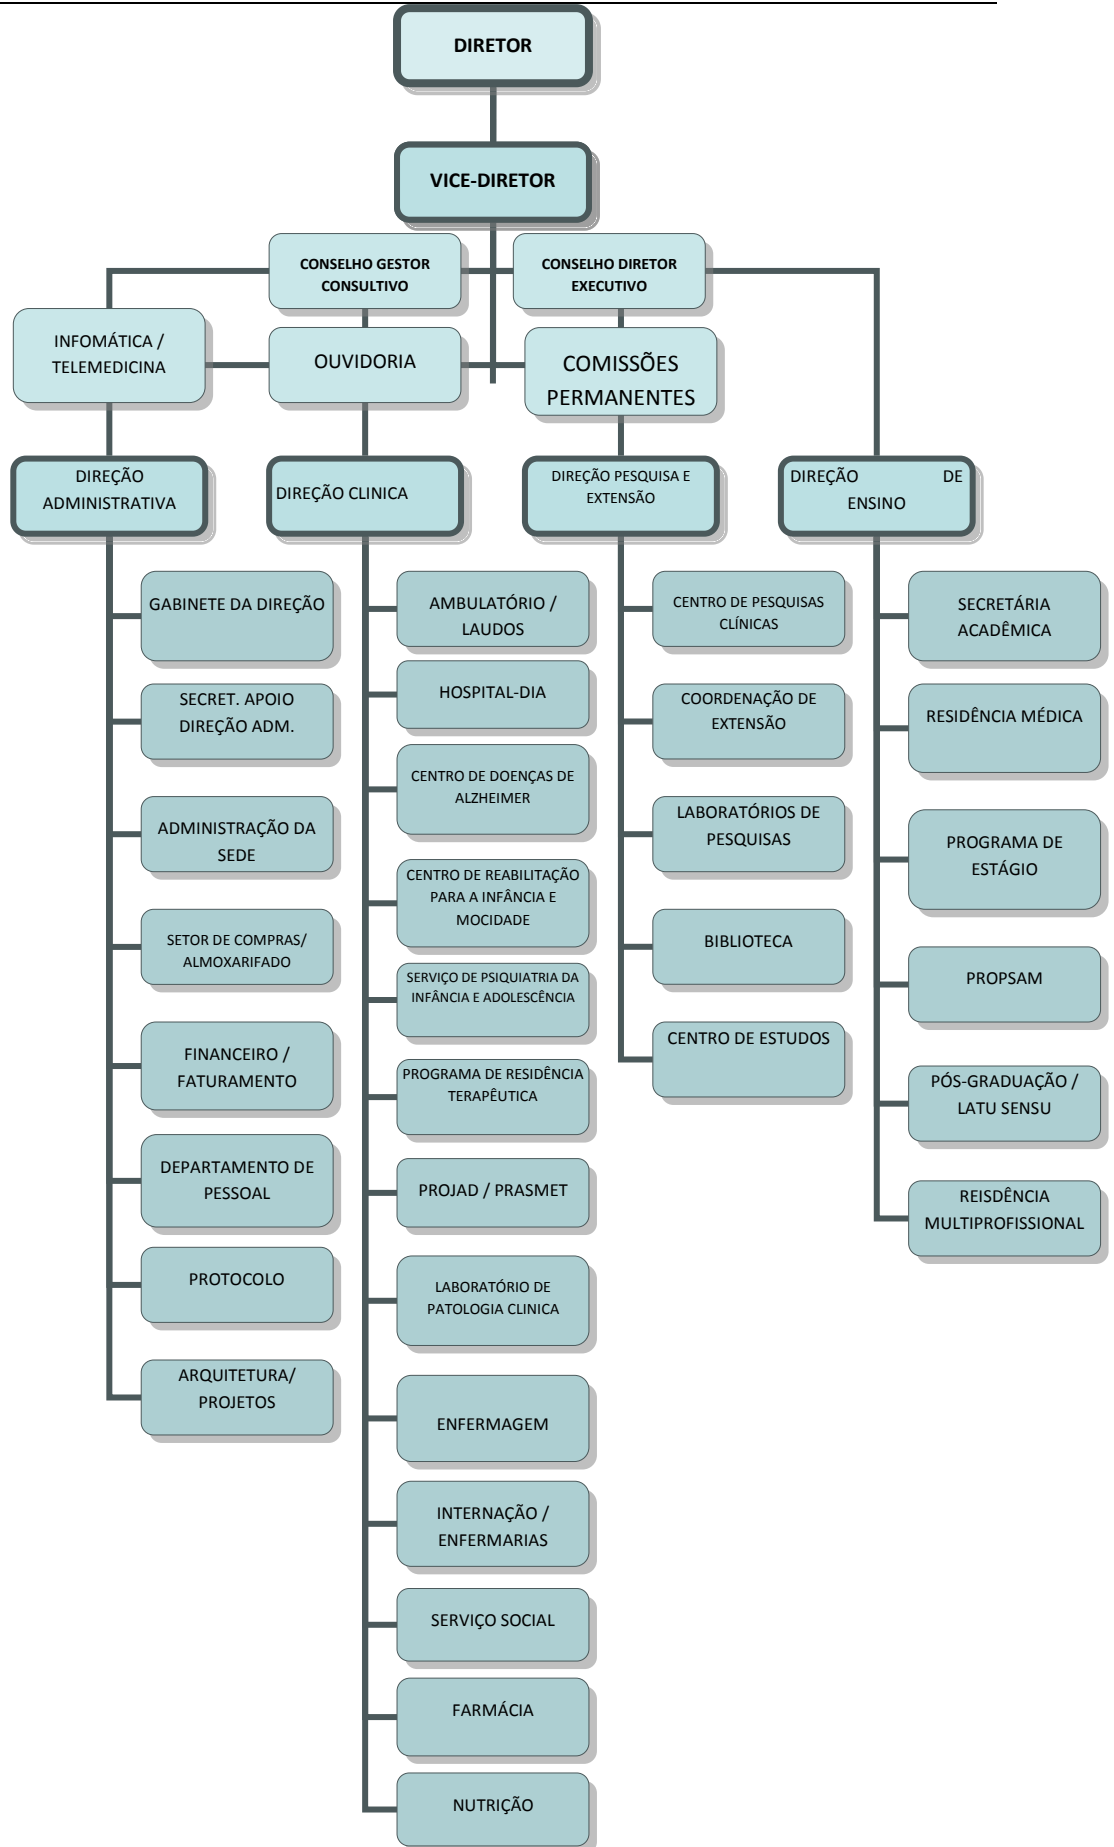 DIRETOR
VICE-DIRETOR
CONSELHO GESTOR
CONSULTIVO
CONSELHO DIRETOR
EXECUTIVO
INFOMÁTICA /
TELEMEDICINA
OUVIDORIA
COMISSÕES
PERMANENTES
DIREÇÃO
ADMINISTRATIVA
DIREÇÃO CLINICA
DIREÇÃO PESQUISA E
EXTENSÃO
DIREÇÃO DE
ENSINO
GABINETE DA DIREÇÃO
SECRET. APOIO
DIREÇÃO ADM.
ADMINISTRAÇÃO DA
SEDE
SETOR DE COMPRAS/
ALMOXARIFADO
FINANCEIRO /
FATURAMENTO
DEPARTAMENTO DE
PESSOAL
PROTOCOLO
ARQUITETURA/
PROJETOS
AMBULATÓRIO /
LAUDOS
HOSPITAL-DIA
CENTRO DE DOENÇAS DE
ALZHEIMER
CENTRO DE REABILITAÇÃO
PARA A INFÂNCIA E
MOCIDADE
SERVIÇO DE PSIQUIATRIA DA
INFÂNCIA E ADOLESCÊNCIA
PROGRAMA DE RESIDÊNCIA
TERAPÊUTICA
PROJAD / PRASMET
LABORATÓRIO DE
PATOLOGIA CLINICA
ENFERMAGEM
INTERNAÇÃO /
ENFERMARIAS
SERVIÇO SOCIAL
FARMÁCIA
NUTRIÇÃO
CENTRO DE PESQUISAS
CLÍNICAS
COORDENAÇÃO DE
EXTENSÃO
LABORATÓRIOS DE
PESQUISAS
BIBLIOTECA
CENTRO DE ESTUDOS
SECRETÁRIA
ACADÊMICA
RESIDÊNCIA MÉDICA
PROGRAMA DE
ESTÁGIO
PROPSAM
PÓS-GRADUAÇÃO /
LATU SENSU
REISDÊNCIA
MULTIPROFISSIONAL